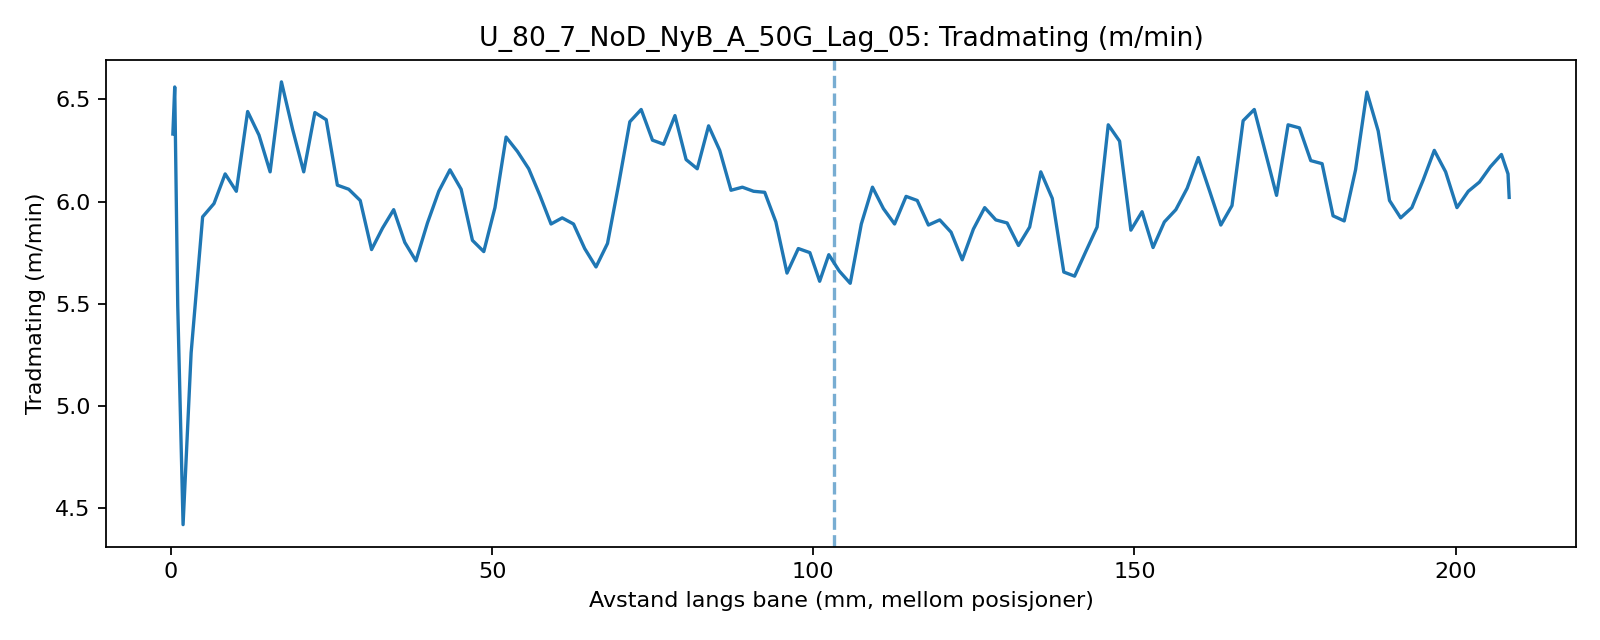 U_80_7_NoD_NyB_A_50G_Lag_05: Tradmating (m/min)
Tradmating (m/min)
6.5
6.0
5.5
5.0
4.5
0 50 100 150 200
Avstand langs bane (mm, mellom posisjoner)